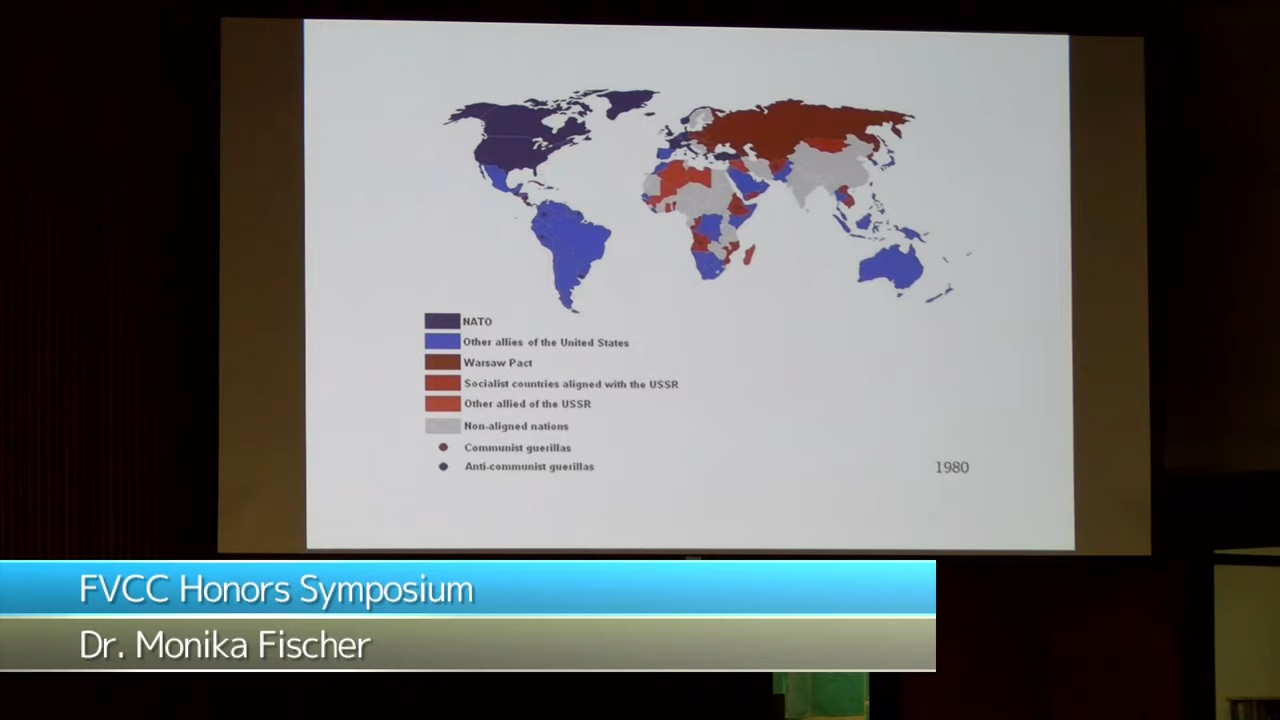 NATO
Other allies of the United States
Warsaw Pact
Socialist countries aligned with the USSR
Other allied of the USSR
Non-aligned nations
Communist guerillas
Anti-communist guerillas
1980
FVCC Honors Symposium
Dr. Monika Fischer